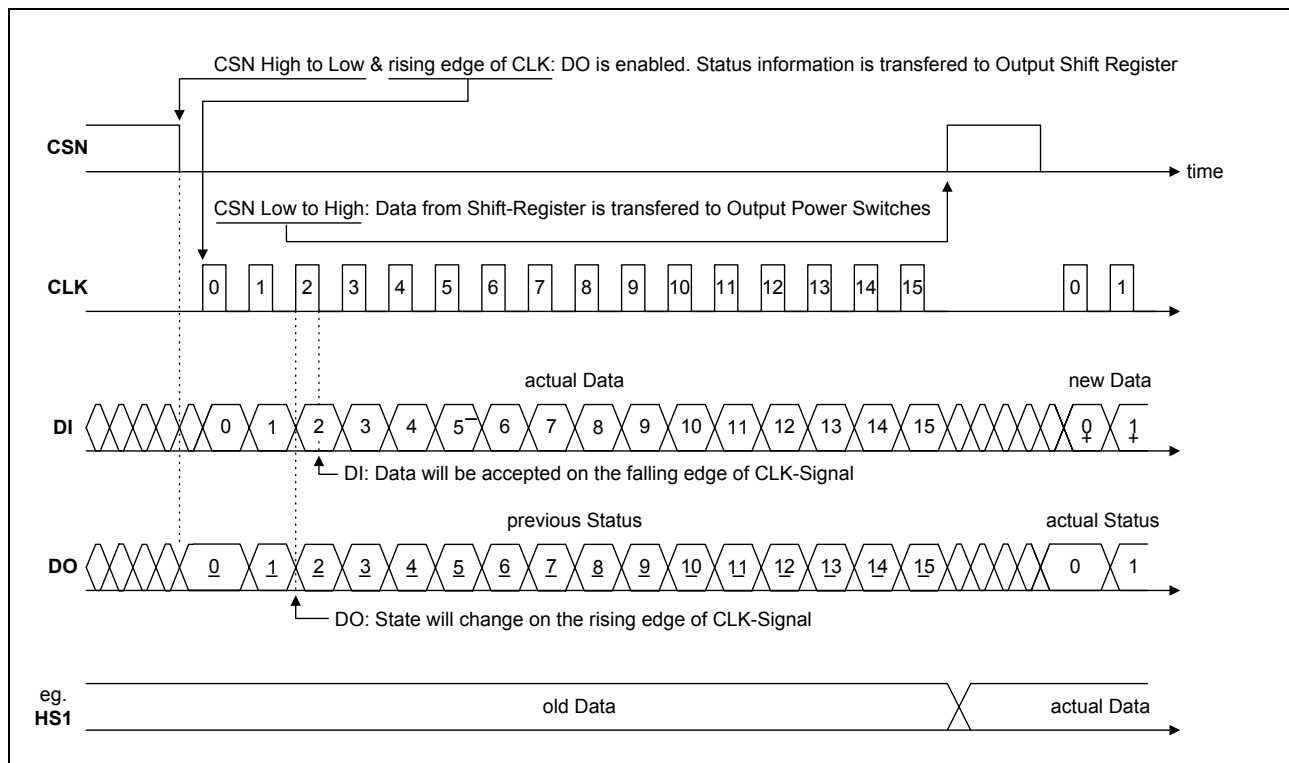 CSN High to Low & rising edge of CLK: DO is enabled. Status information is transfered to Output Shift Register
CSN
time
CSN Low to High: Data from Shift-Register is transfered to Output Power Switches
CLK
0 1 2 3 4 5 6 7 8 9 10 11 12 13 14 15 0 1
actual Data new Data
DI
0 1 2 3 4 5 6 7 8 9 10 11 12 13 14 15 0 1
+ +
DI: Data will be accepted on the falling edge of CLK-Signal
previous Status actual Status
DO
0 1 2 3 4 5 6 7 8 9 10 11 12 13 14 15 0 1
DO: State will change on the rising edge of CLK-Signal
eg.
HS1
old Data actual Data